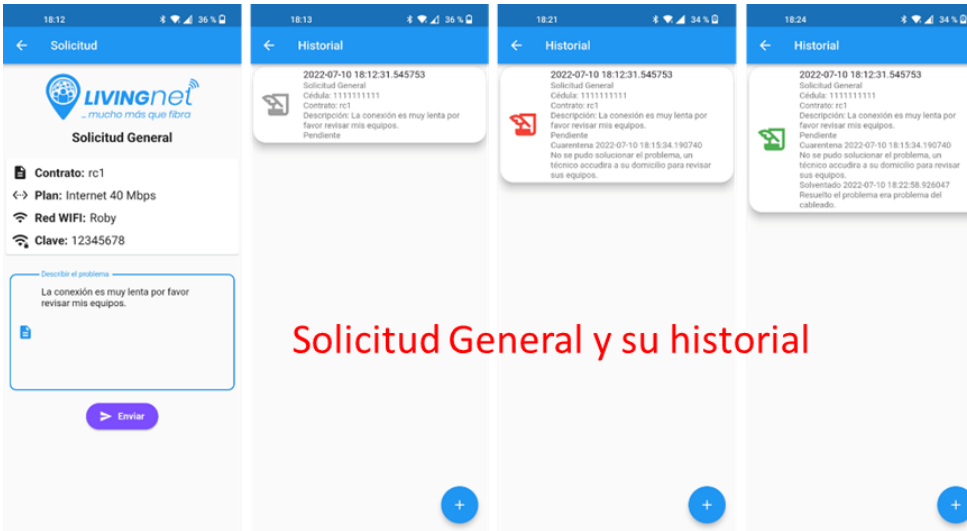 18:12
36 %
Solicitud
LIVINGnet
_ mucho más que fibra
Solicitud General
Contrato: rc1
Plan: Internet 40 Mbps
Red WIFI: Roby
Clave: 12345678
Describir el problema
La conexión es muy lenta por favor
revisar mis equipos.
Enviar
18:13
36 %
Historial
2022-07-10 18:12:31.545753
Solicitud General
Cédula: 1111111111
Contrato: rc1
Descripción: La conexión es muy lenta por
favor revisar mis equipos.
Pendiente
+
18:21
34 %
Historial
2022-07-10 18:12:31.545753
Solicitud General
Cédula: 1111111111
Contrato: rc1
Descripción: La conexión es muy lenta por
favor revisar mis equipos.
Pendiente
Cuarentena 2022-07-10 18:15:34.190740
No se pudo solucionar el problema, un
técnico accudira a su domicilio para revisar
sus equipos.
+
18:24
34 %
Historial
2022-07-10 18:12:31.545753
Solicitud General
Cédula: 1111111111
Contrato: rc1
Descripción: La conexión es muy lenta por
favor revisar mis equipos.
Pendiente
Cuarentena 2022-07-10 18:15:34.190740
No se pudo solucionar el problema, un
técnico accudira a su domicilio para revisar
sus equipos.
Solventado 2022-07-10 18:22:58.926047
Resuelto el problema era problema del
cableado.
+
Solicitud General y su historial